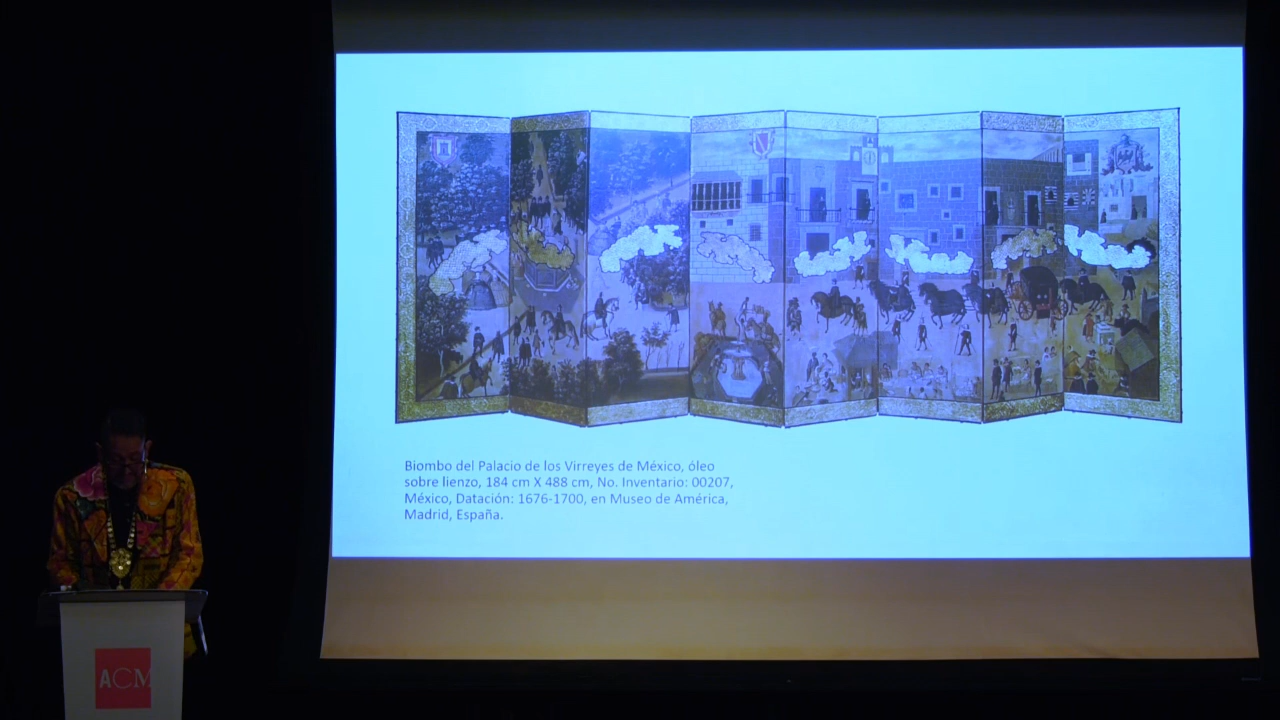 Biombo del Palacio de los Virreyes de México, óleo
sobre lienzo, 184 cm X 488 cm, No. Inventario: 00207,
México, Datación: 1676-1700, en Museo de América,
Madrid, España.
ACM